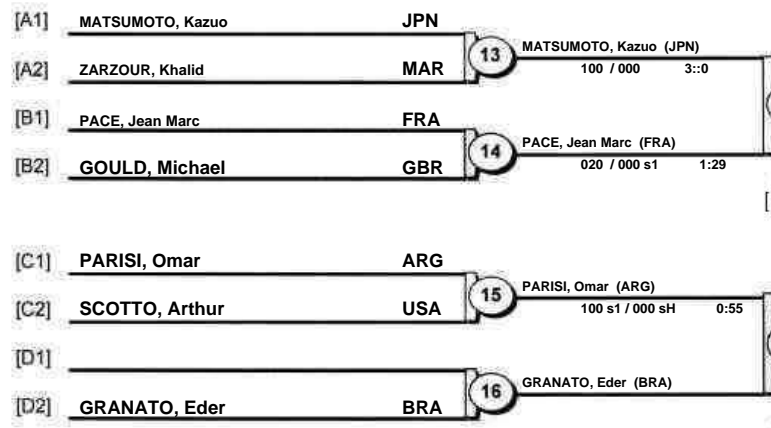 [A1] MATSUMOTO, Kazuo JPN
13 MATSUMOTO, Kazuo (JPN)
[A2] ZARZOUR, Khalid MAR
100 / 000 3::0
[B1] PACE, Jean Marc FRA
14 PACE, Jean Marc (FRA)
[B2] GOULD, Michael GBR
020 / 000 s1 1:29
[
[C1] PARISI, Omar ARG
15 PARISI, Omar (ARG)
[C2] SCOTTO, Arthur USA
100 s1 / 000 sH 0:55
[D1]
16 GRANATO, Eder (BRA)
[D2] GRANATO, Eder BRA